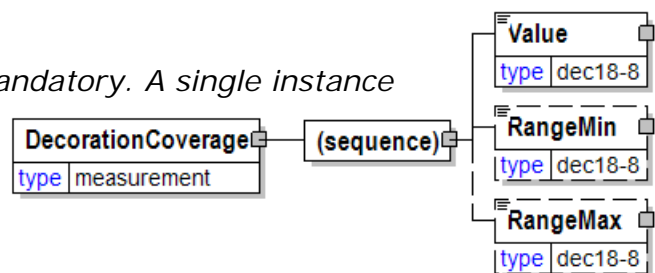 andatory. A single instance
DecorationCoverage
type measurement
(sequence)
Value
type dec18-8
RangeMin
type dec18-8
RangeMax
type dec18-8